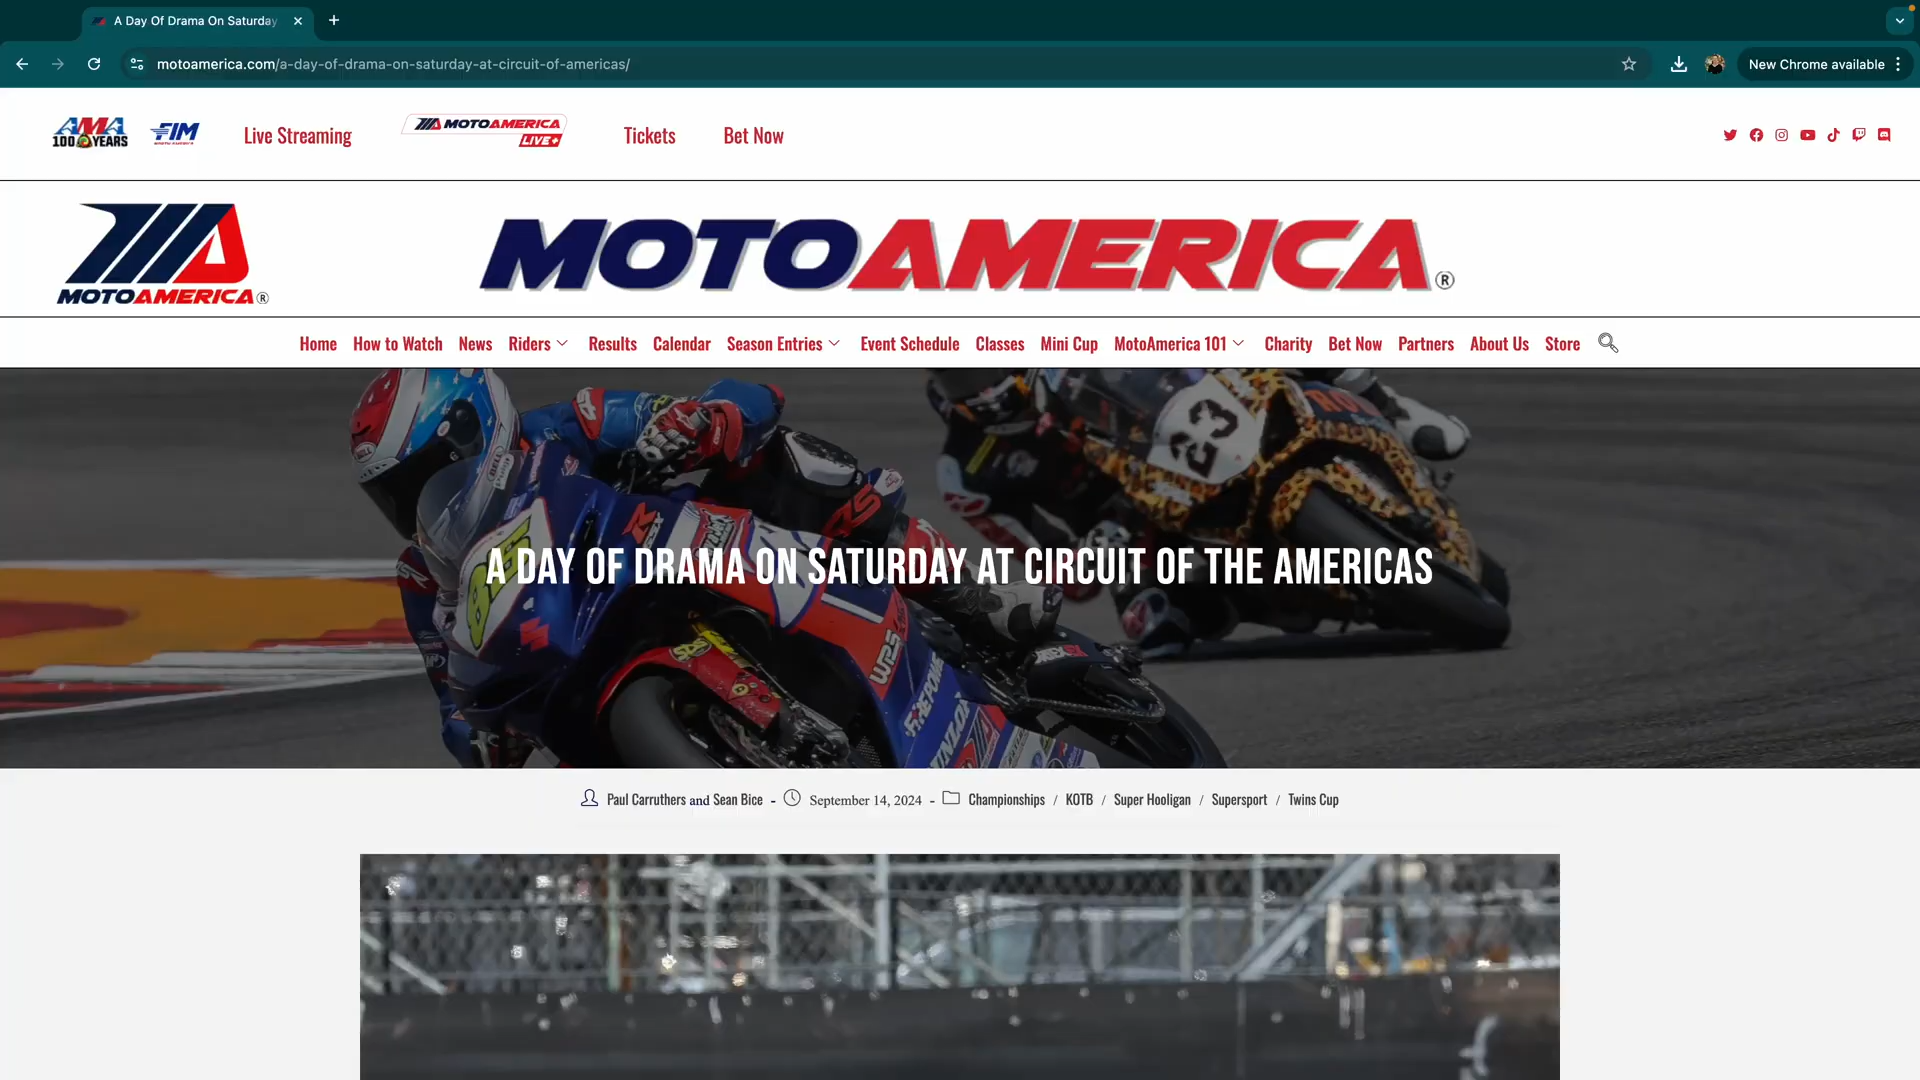 A Day Of Drama On Saturday
motoamerica.com/a-day-of-drama-on-saturday-at-circuit-of-americas/
New Chrome available
AMA
100 YEARS
FIM
Live Streaming
MOTOAMERICA
LIVE+
Tickets
Bet Now
MOTOAMERICA®
MOTOAMERICA®
Home
How to Watch
News
Riders
Results
Calendar
Season Entries
Event Schedule
Classes
Mini Cup
MotoAmerica 101
Charity
Bet Now
Partners
About Us
Store
23
BELL
A DAY OF DRAMA ON SATURDAY AT CIRCUIT OF THE AMERICAS
85
WPS
Paul Carruthers and Sean Bice - September 14, 2024 - Championships / KOTB / Super Hooligan / Supersport / Twins Cup